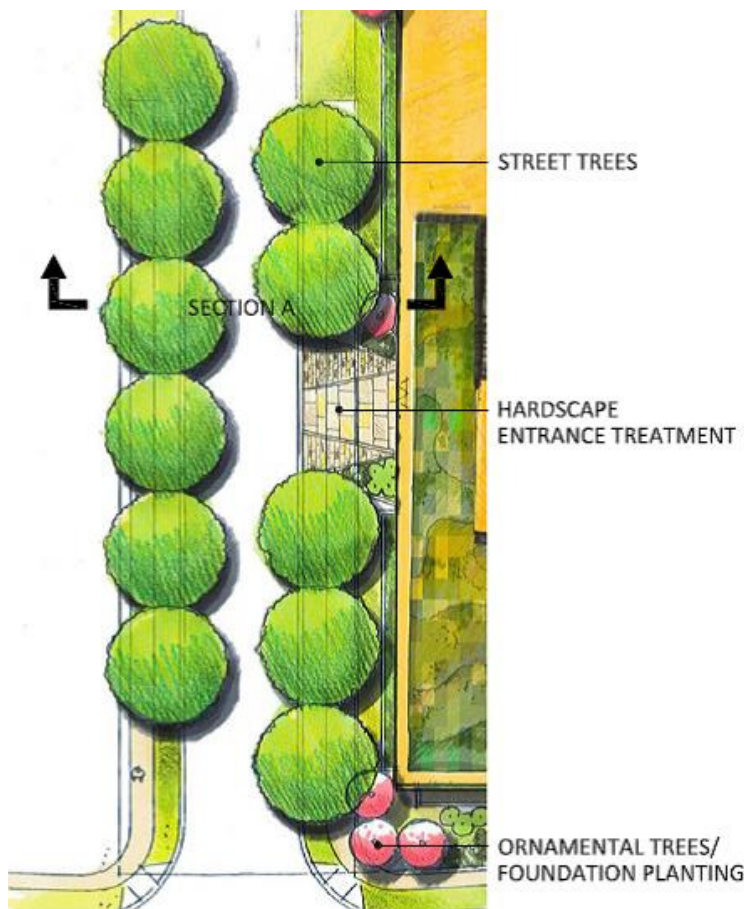 STREET TREES
SECTION A
HARDSCAPE
ENTRANCE TREATMENT
ORNAMENTAL TREES/
FOUNDATION PLANTING